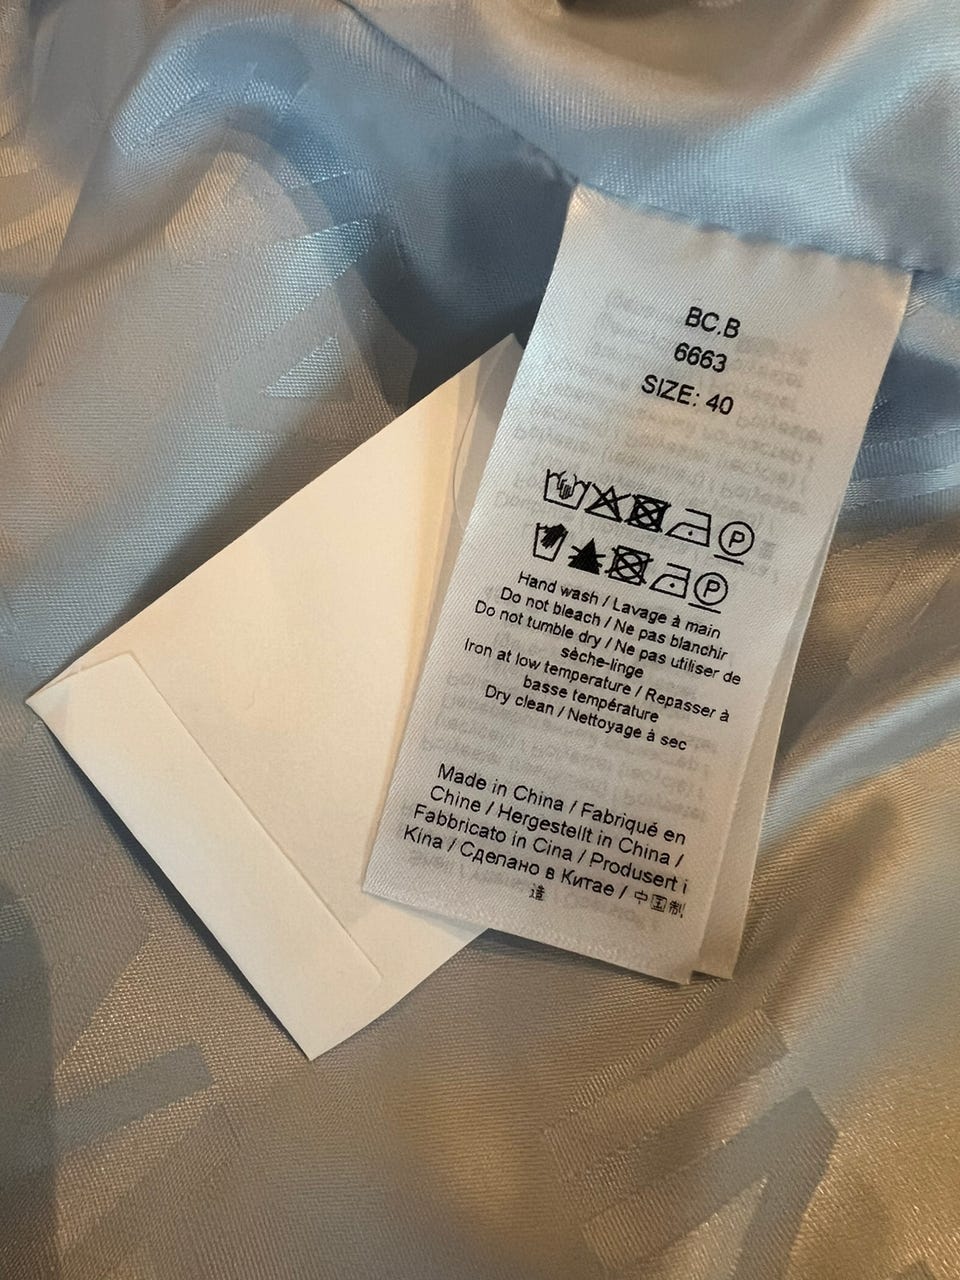 BC.B
6663
SIZE: 40
P
P
Hand wash / Lavage à main
Do not bleach / Ne pas blanchir
Do not tumble dry / Ne pas utiliser de
sèche-linge
Iron at low temperature / Repasser à
basse température
Dry clean / Nettoyage à sec
Made in China / Fabriqué en
Chine / Hergestellt in China /
Fabbricato in Cina / Produsert i
Kina / Сделано в Китае / 中国制
造